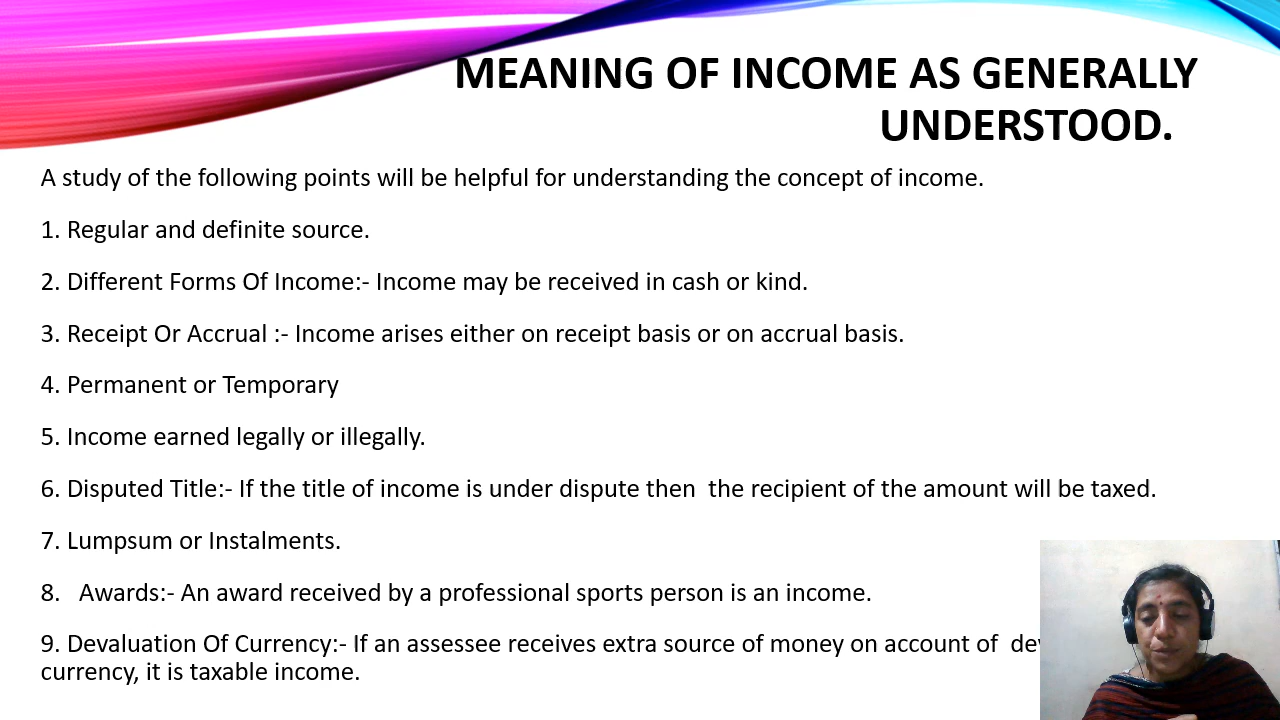 MEANING OF INCOME AS GENERALLY
UNDERSTOOD.
A study of the following points will be helpful for understanding the concept of income.
1. Regular and definite source.
2. Different Forms Of Income:- Income may be received in cash or kind.
3. Receipt Or Accrual :- Income arises either on receipt basis or on accrual basis.
4. Permanent or Temporary
5. Income earned legally or illegally.
6. Disputed Title:- If the title of income is under dispute then  the recipient of the amount will be taxed.
7. Lumpsum or Instalments.
8.   Awards:- An award received by a professional sports person is an income.
9. Devaluation Of Currency:- If an assessee receives extra source of money on account of
currency, it is taxable income.